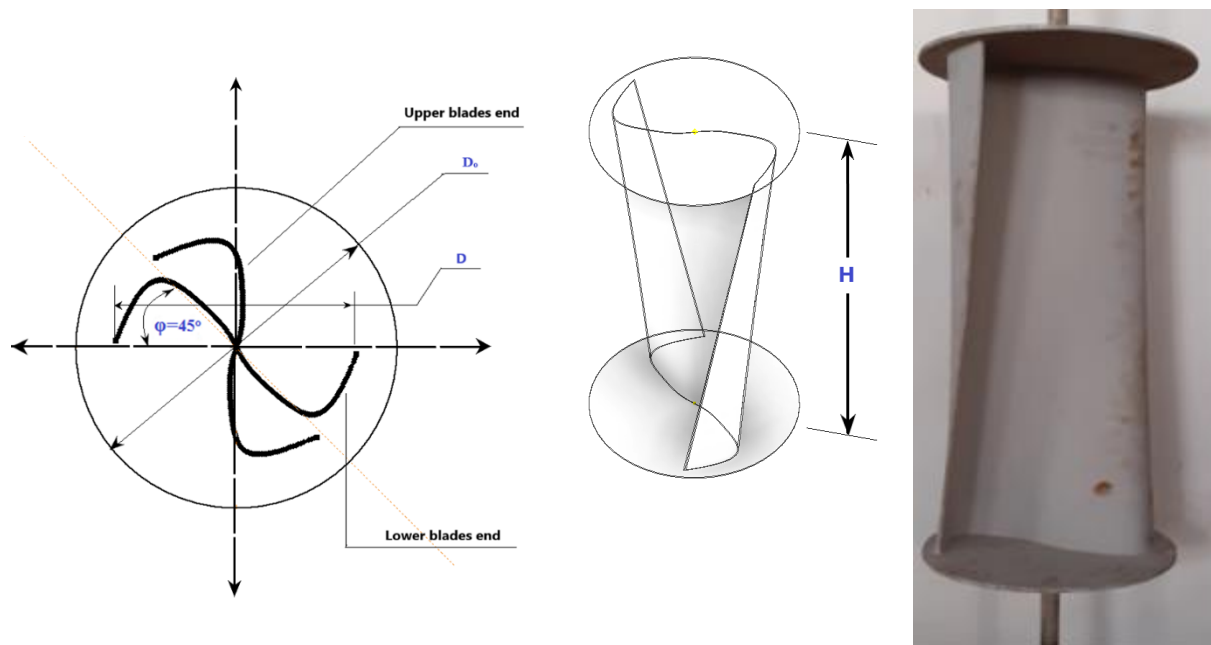 Upper blades end
Dₒ
D
φ=45°
Lower blades end
H